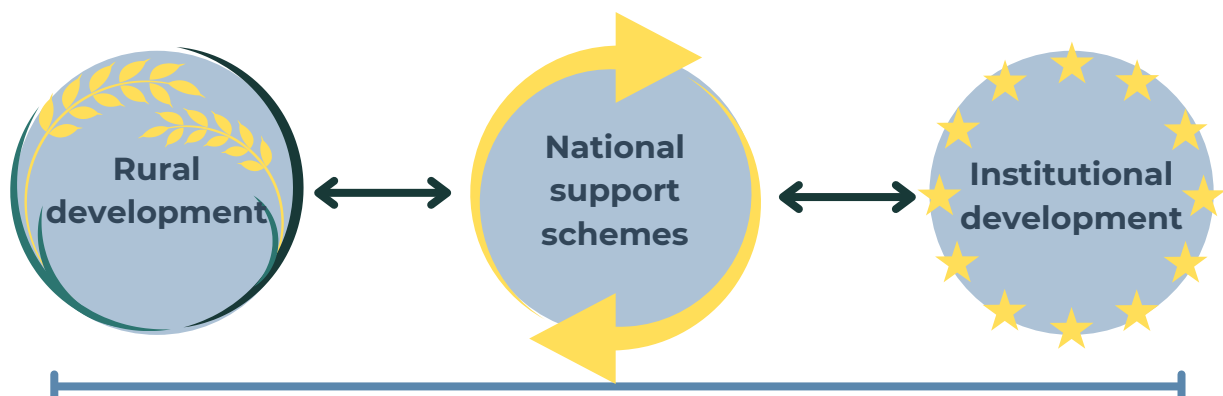 Rural
development
National
support
schemes
Institutional
development